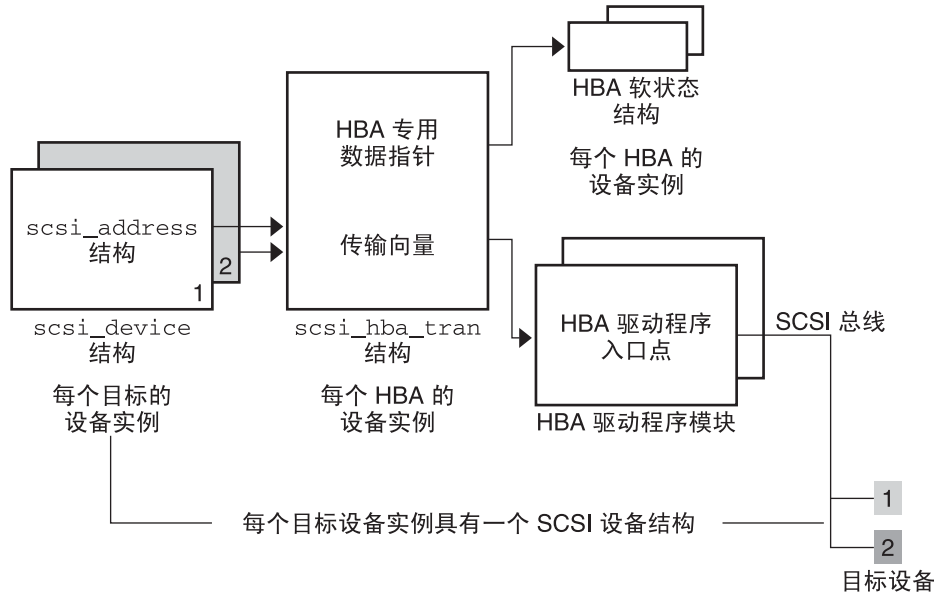 HBA 软状态
结构
每个 HBA 的
设备实例
HBA 专用
数据指针
传输向量
scsi_address
结构
1
2
scsi_device
结构
每个目标的
设备实例
scsi_hba_tran
结构
每个 HBA 的
设备实例
HBA 驱动程序
入口点
HBA 驱动程序模块
SCSI 总线
每个目标设备实例具有一个 SCSI 设备结构
1
2
目标设备